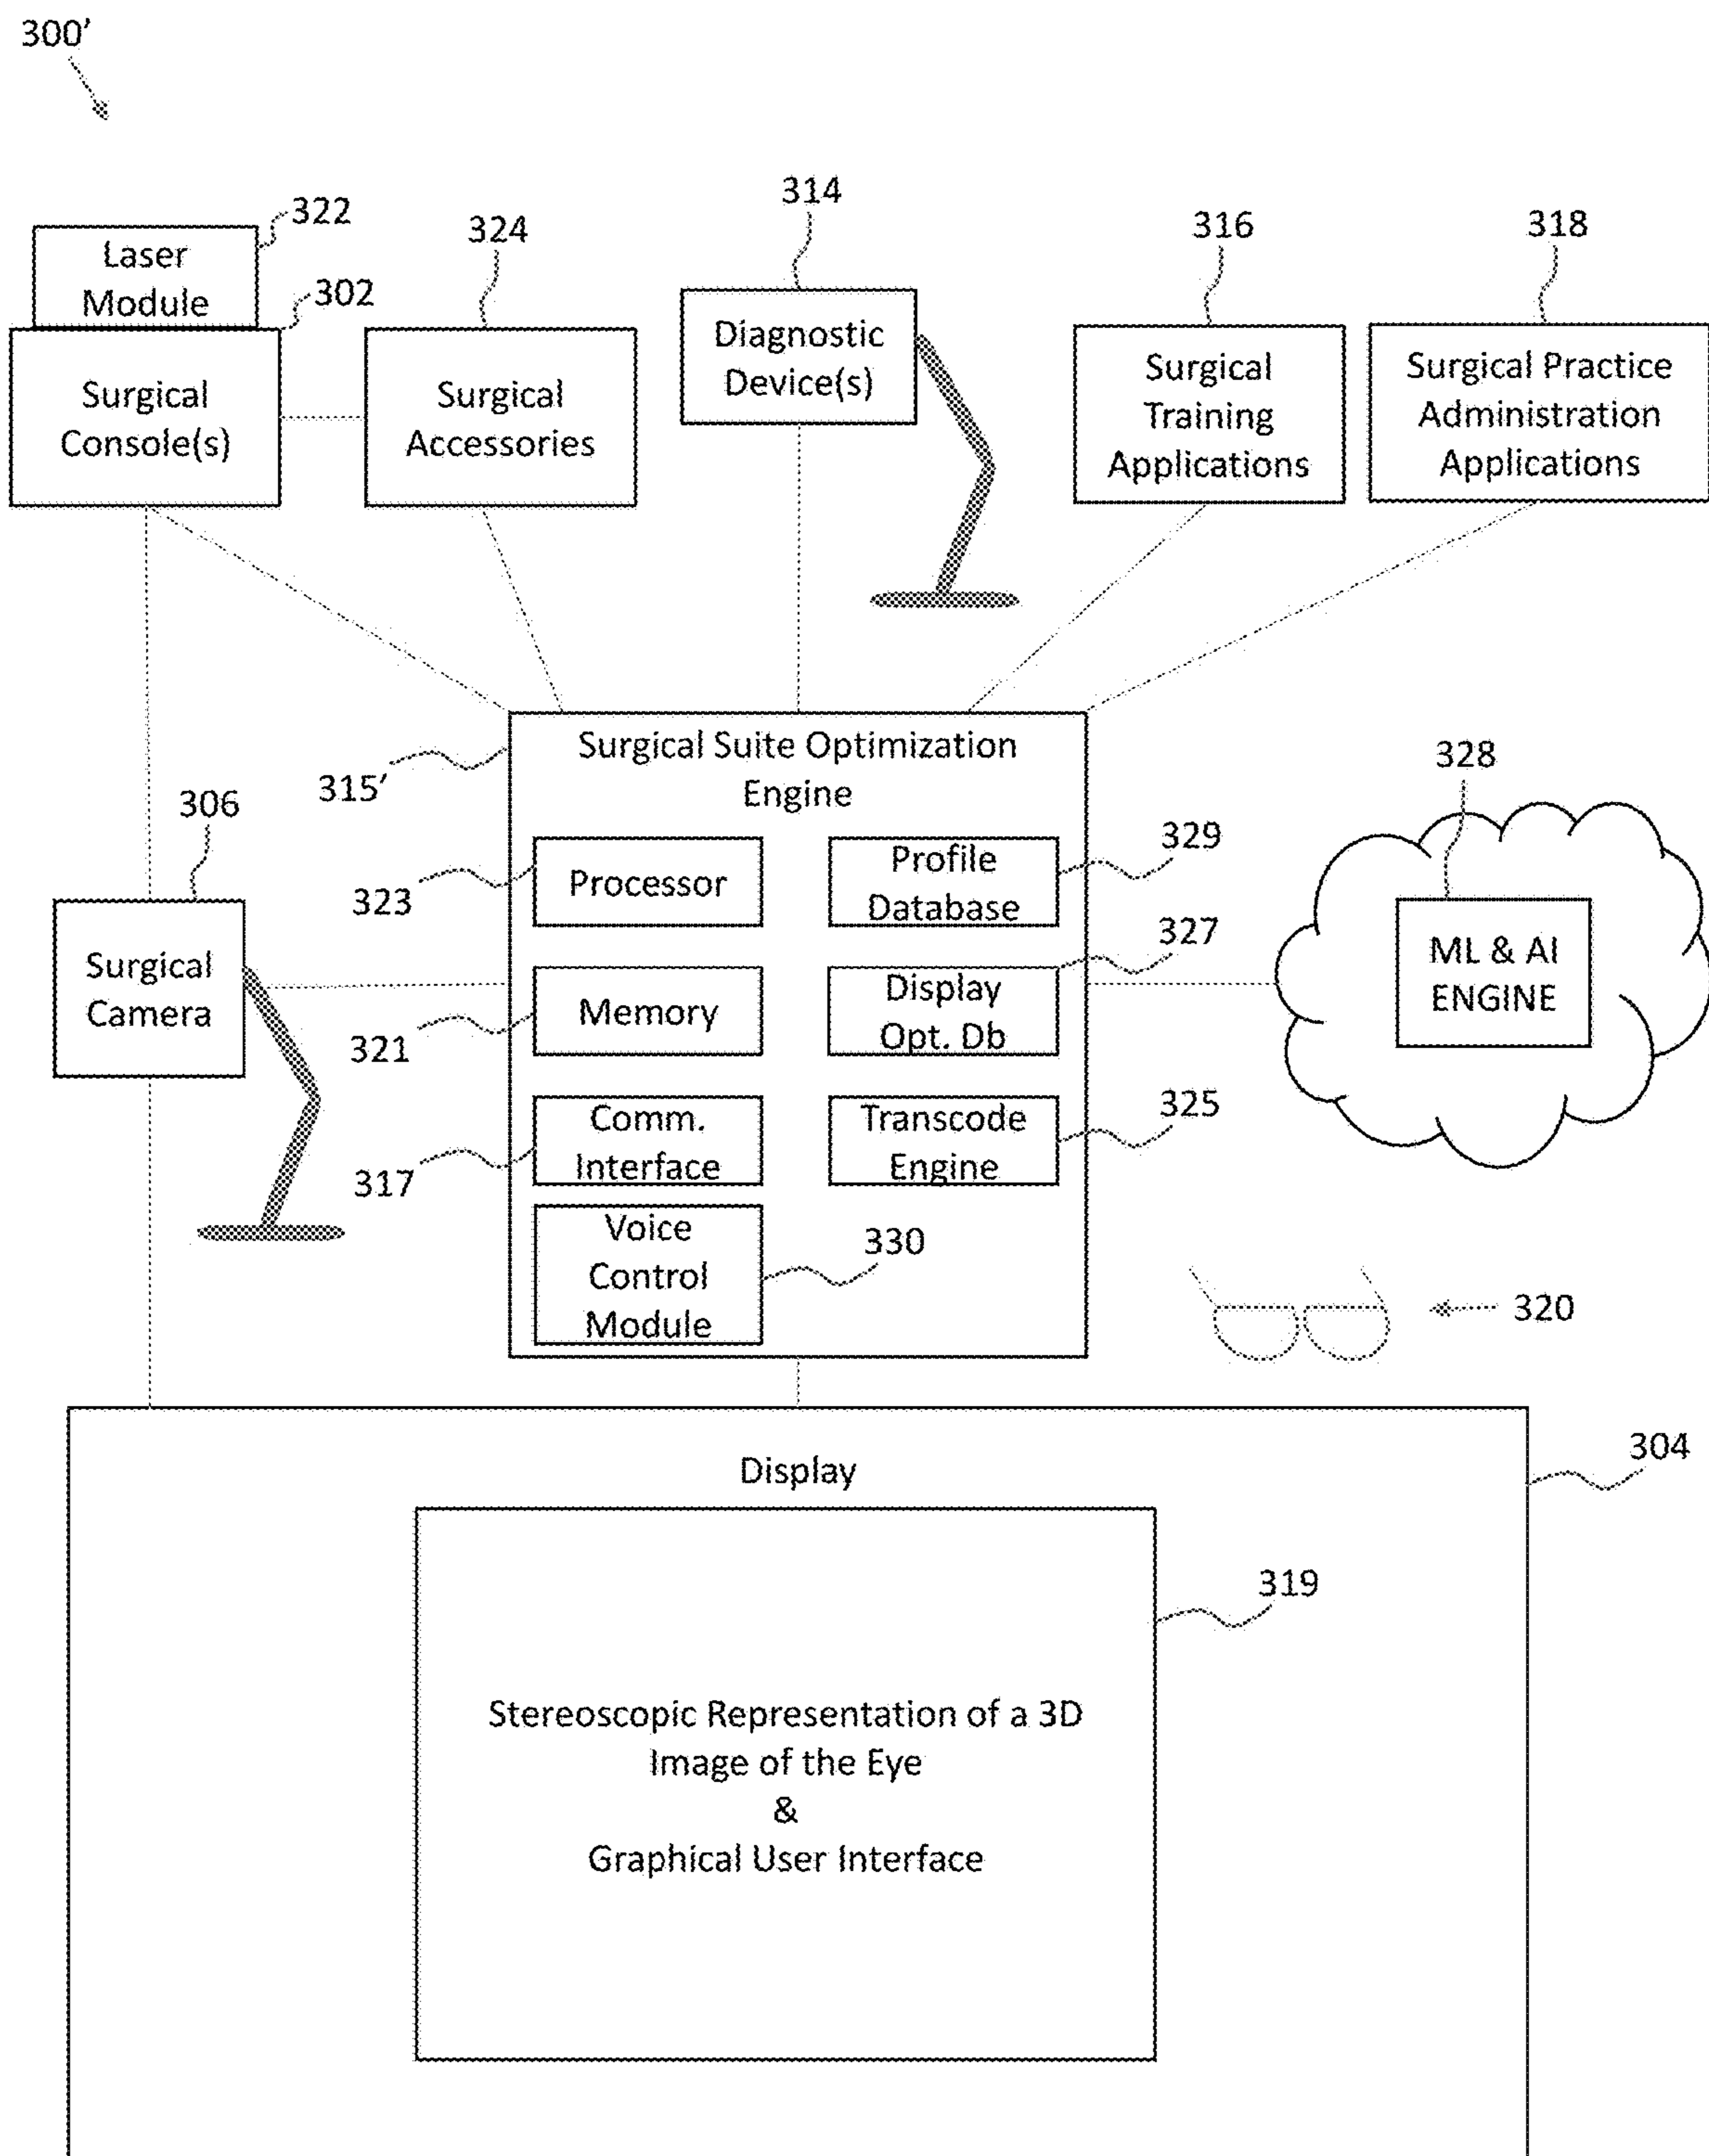 300’
322
Laser
Module
302
Surgical
Console(s)
324
Surgical
Accessories
314
Diagnostic
Device(s)
316
Surgical
Training
Applications
318
Surgical Practice
Administration
Applications
315’
Surgical Suite Optimization
Engine
323
Processor
Profile
Database
329
321
Memory
Display
Opt. Db
327
317
Comm.
Interface
Transcode
Engine
325
Voice
Control
Module
330
306
Surgical
Camera
328
ML & AI
ENGINE
320
304
Display
319
Stereoscopic Representation of a 3D
Image of the Eye
&
Graphical User Interface